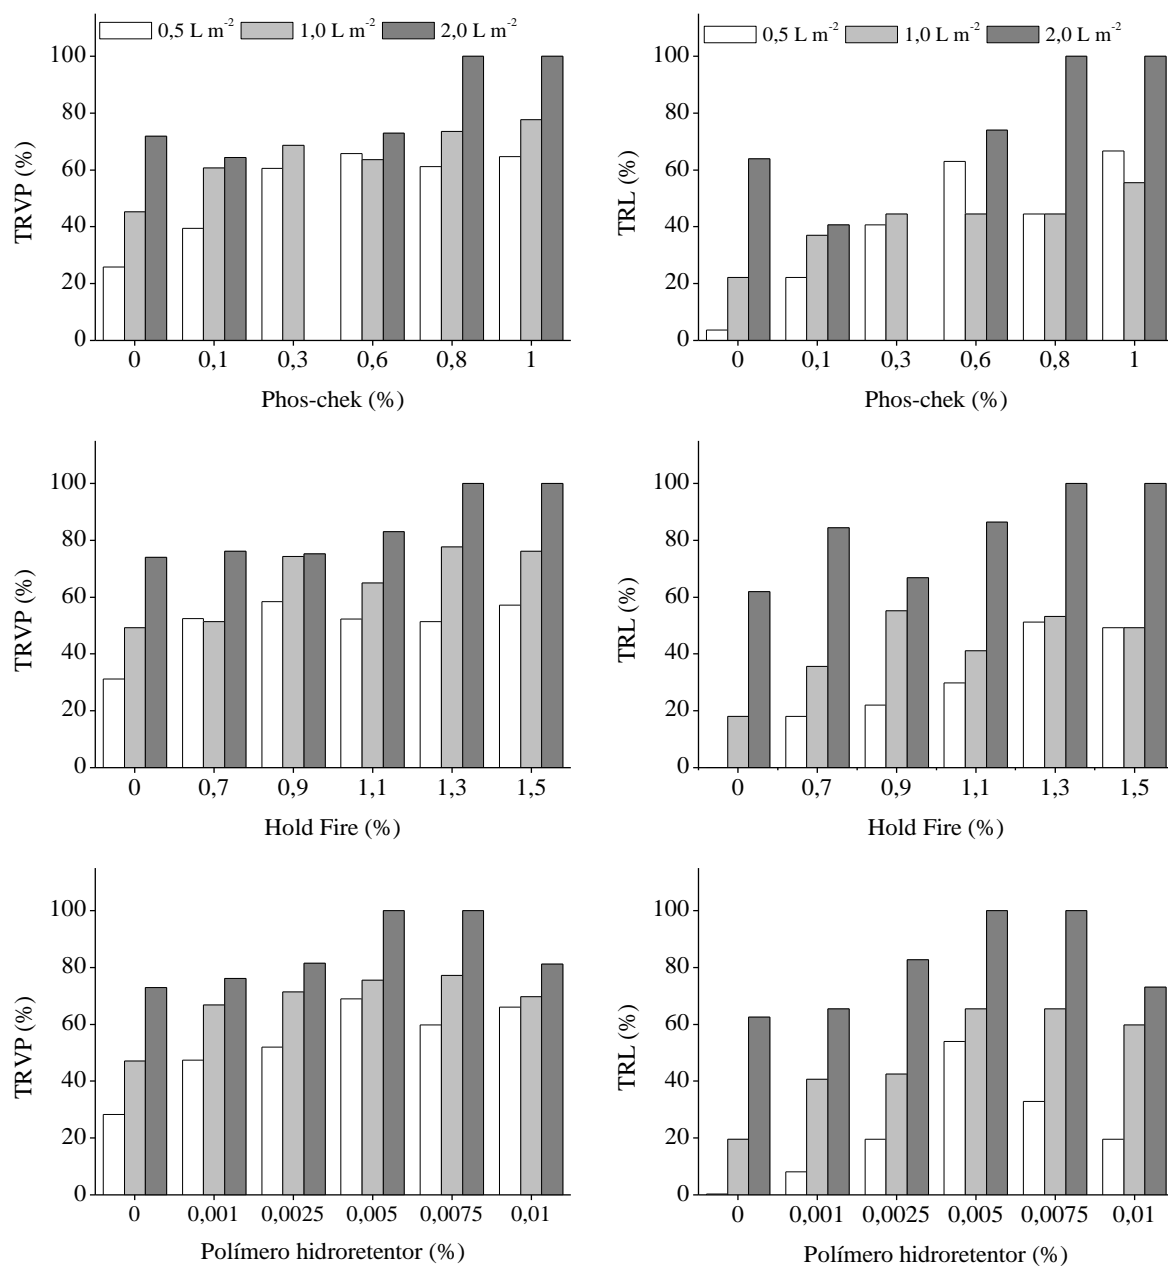 0,5 L m⁻² 1,0 L m⁻² 2,0 L m⁻²
100
80
60
40
20
0
TRVP (%)
0 0,1 0,3 0,6 0,8 1
Phos-chek (%)
0,5 L m⁻² 1,0 L m⁻² 2,0 L m⁻²
100
80
60
40
20
0
TRL (%)
0 0,1 0,3 0,6 0,8 1
Phos-chek (%)
100
80
60
40
20
0
TRVP (%)
0 0,7 0,9 1,1 1,3 1,5
Hold Fire (%)
100
80
60
40
20
0
TRL (%)
0 0,7 0,9 1,1 1,3 1,5
Hold Fire (%)
100
80
60
40
20
0
TRVP (%)
0 0,001 0,0025 0,005 0,0075 0,01
Polímero hidroretentor (%)
100
80
60
40
20
0
TRL (%)
0 0,001 0,0025 0,005 0,0075 0,01
Polímero hidroretentor (%)